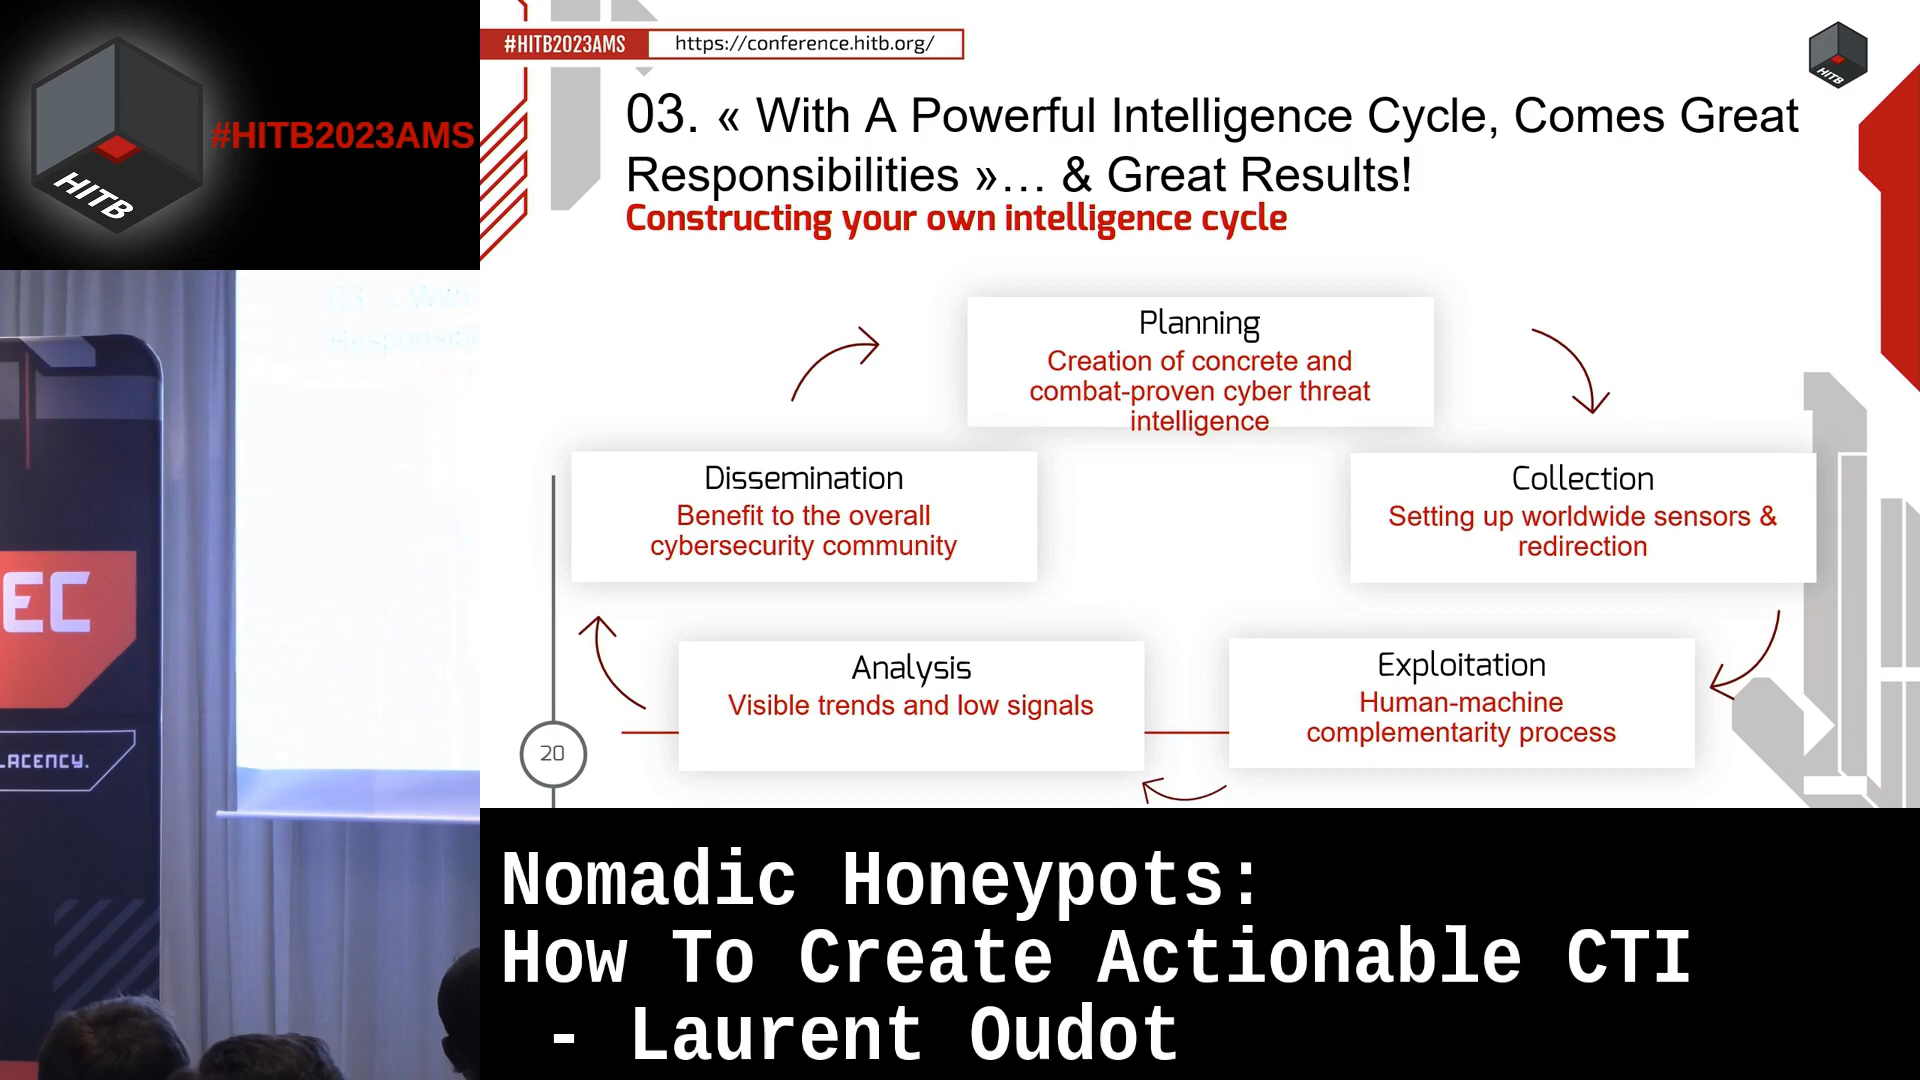 HITB
#HITB2023AMS
#HITB2023AMS
https://conference.hitb.org/
HITB
03. « With A Powerful Intelligence Cycle, Comes Great
Responsibilities »… & Great Results!
Constructing your own intelligence cycle
Planning
Creation of concrete and
combat-proven cyber threat
intelligence
Dissemination
Benefit to the overall
cybersecurity community
Collection
Setting up worldwide sensors &
redirection
Analysis
Visible trends and low signals
Exploitation
Human-machine
complementarity process
20
03. With
Responsibi
EC
LACENCY.
Nomadic Honeypots:
How To Create Actionable CTI
- Laurent Oudot